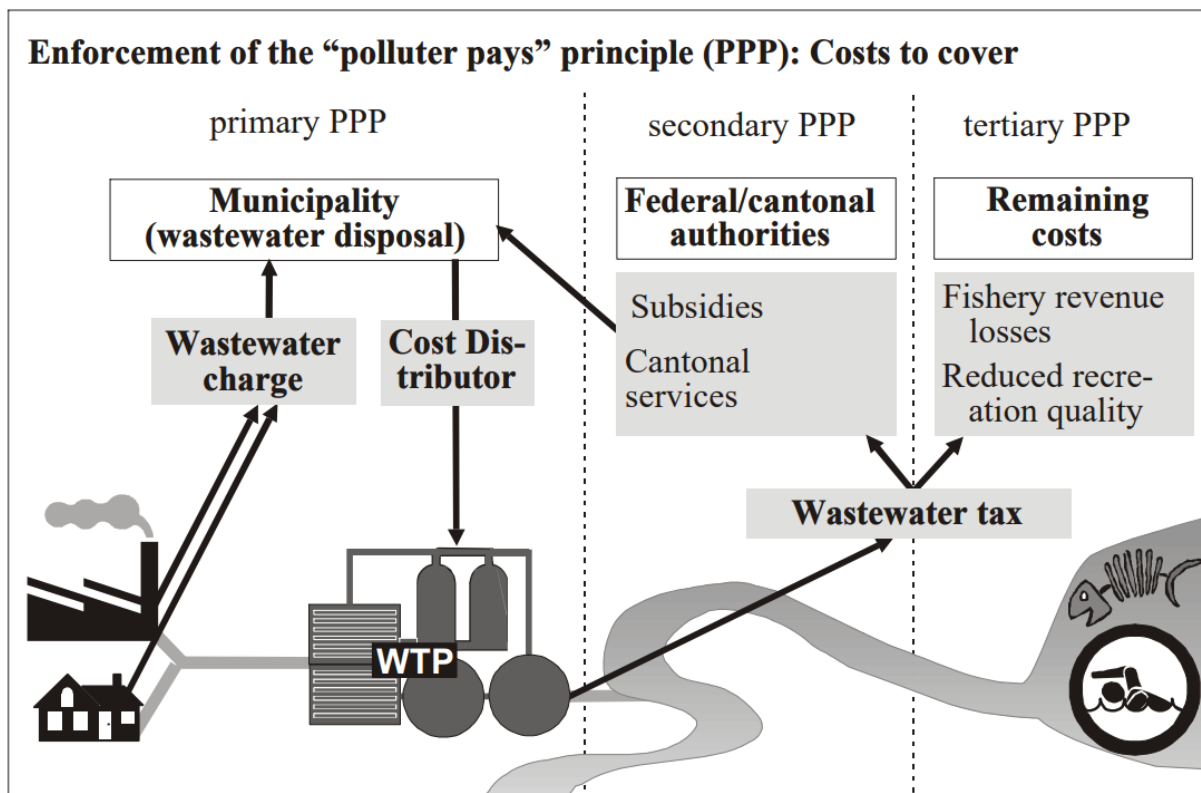 Enforcement of the “polluter pays” principle (PPP): Costs to cover
primary PPP
secondary PPP
tertiary PPP
Municipality
(wastewater disposal)
Federal/cantonal
authorities
Remaining
costs
Wastewater
charge
Cost Dis-
tributor
Subsidies
Cantonal
services
Fishery revenue
losses
Reduced recre-
ation quality
Wastewater tax
WTP